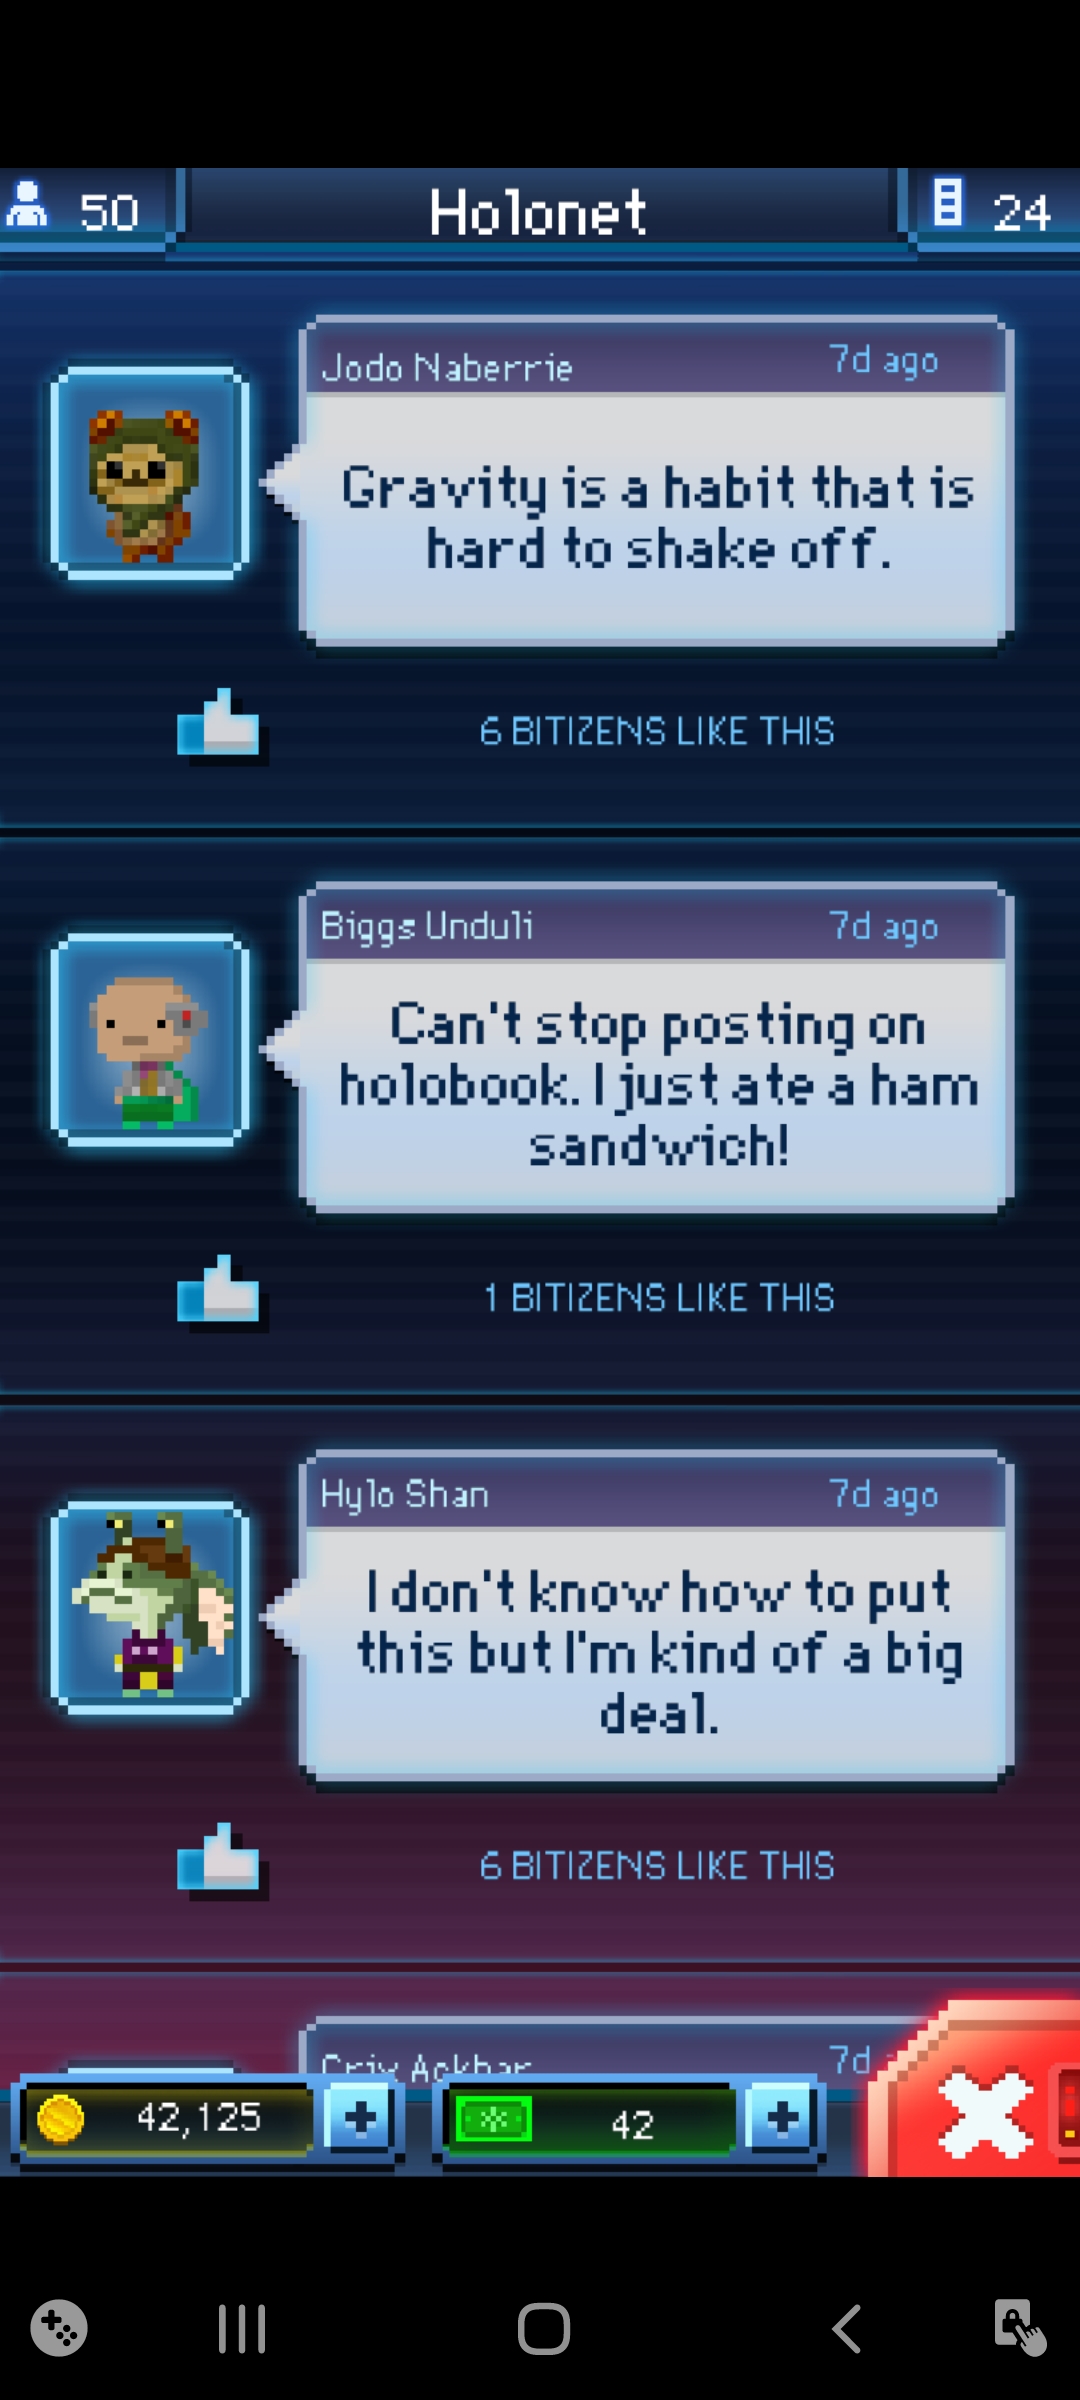 50
Holonet
24
Jodo Naberrie
7d ago
Gravity is a habit that is
hard to shake off.
6 BITIZENS LIKE THIS
Biggs Unduli
7d ago
Can't stop posting on
holobook. I just ate a ham
sandwich!
1 BITIZENS LIKE THIS
Hylo Shan
7d ago
I don't know how to put
this but I'm kind of a big
deal.
6 BITIZENS LIKE THIS
Crix Ackbar
7d
42,125
42